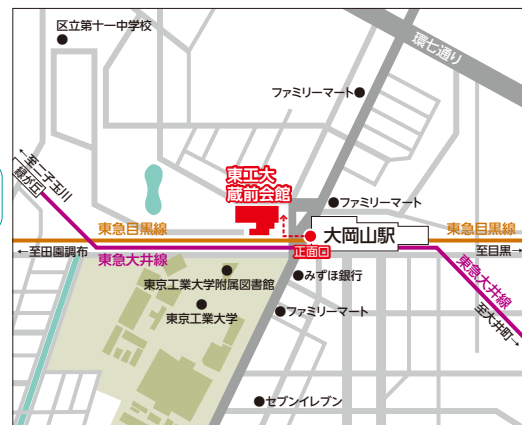 区立第十一中学校
環七通り
ファミリーマート
←至二子玉川
緑が丘
東工大
蔵前会館
ファミリーマート
大岡山駅
東急目黒線
東急目黒線
正面口
←至田園調布
至目黒→
東急大井線
東急大井線
東京工業大学附属図書館
みずほ銀行
至大井町→
東京工業大学
ファミリーマート
セブンイレブン